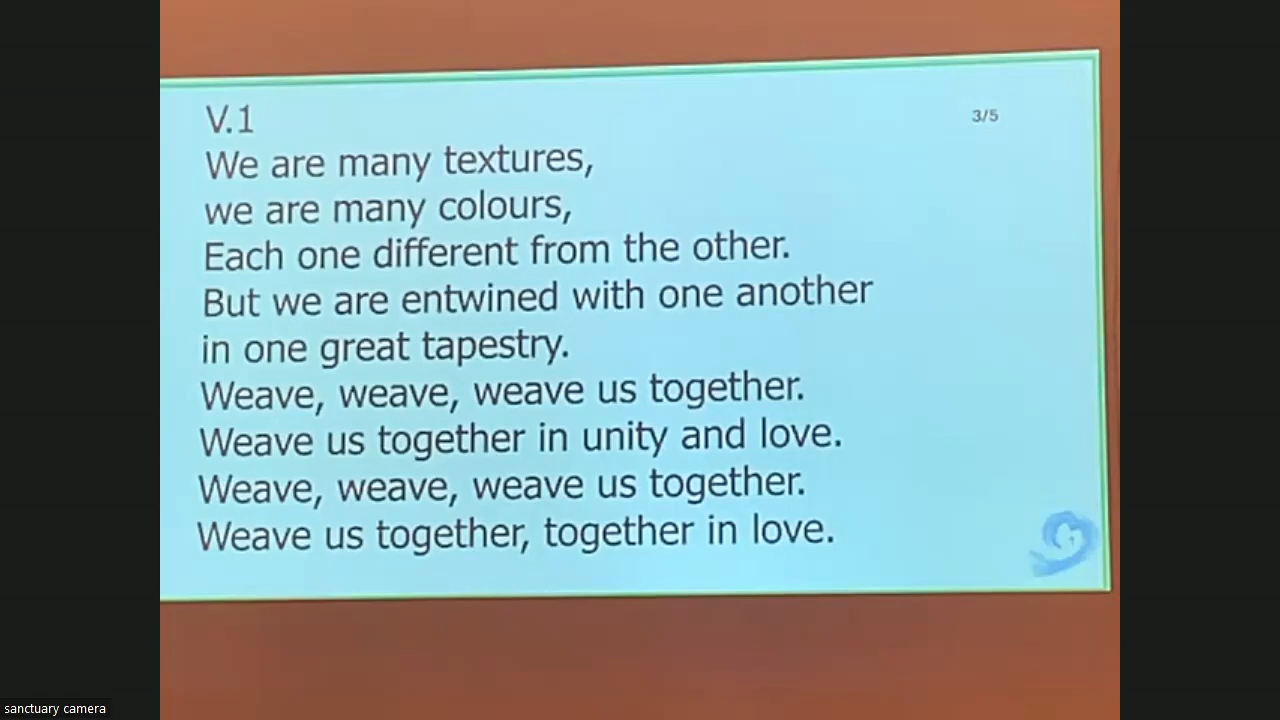 V.1
3/5
We are many textures,
we are many colours,
Each one different from the other.
But we are entwined with one another
in one great tapestry.
Weave, weave, weave us together.
Weave us together in unity and love.
Weave, weave, weave us together.
Weave us together, together in love.
sanctuary camera